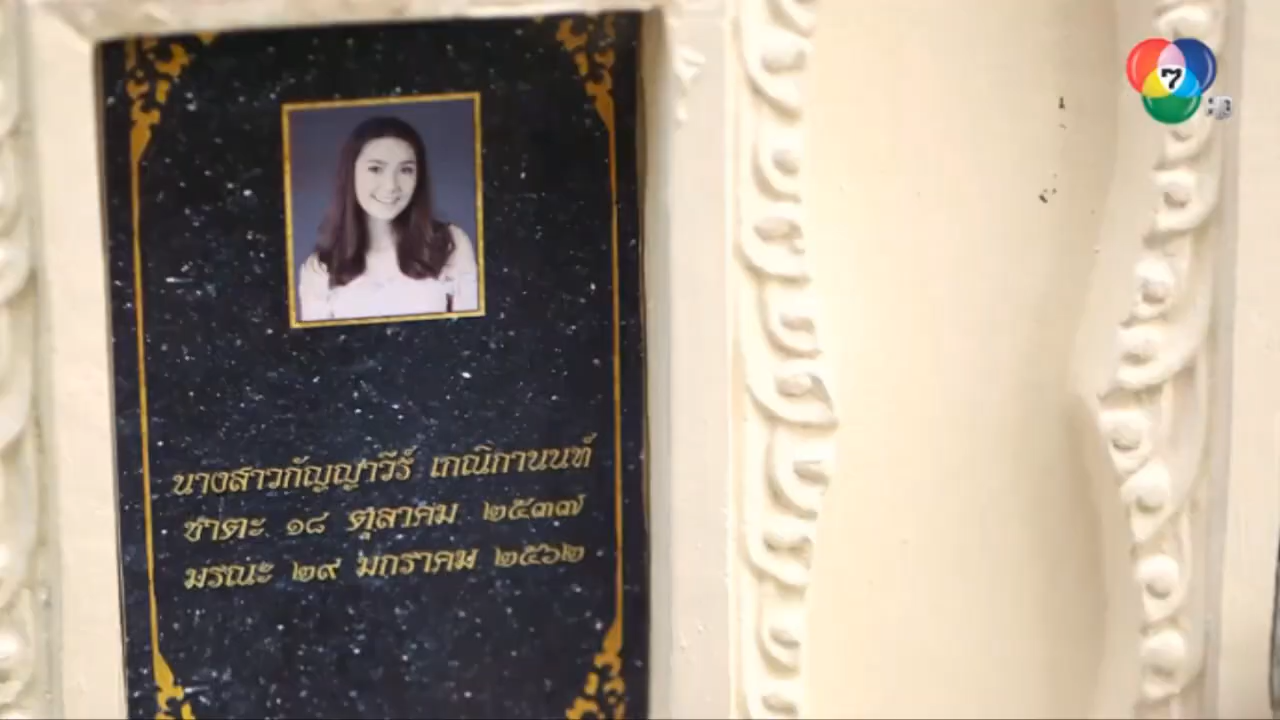 7
นางสาวกัญญาวีร์ เกณิกานนท์
ชาตะ ๑๘ ตุลาคม ๒๕๓๗
มรณะ ๒๙ มกราคม ๒๕๖๒